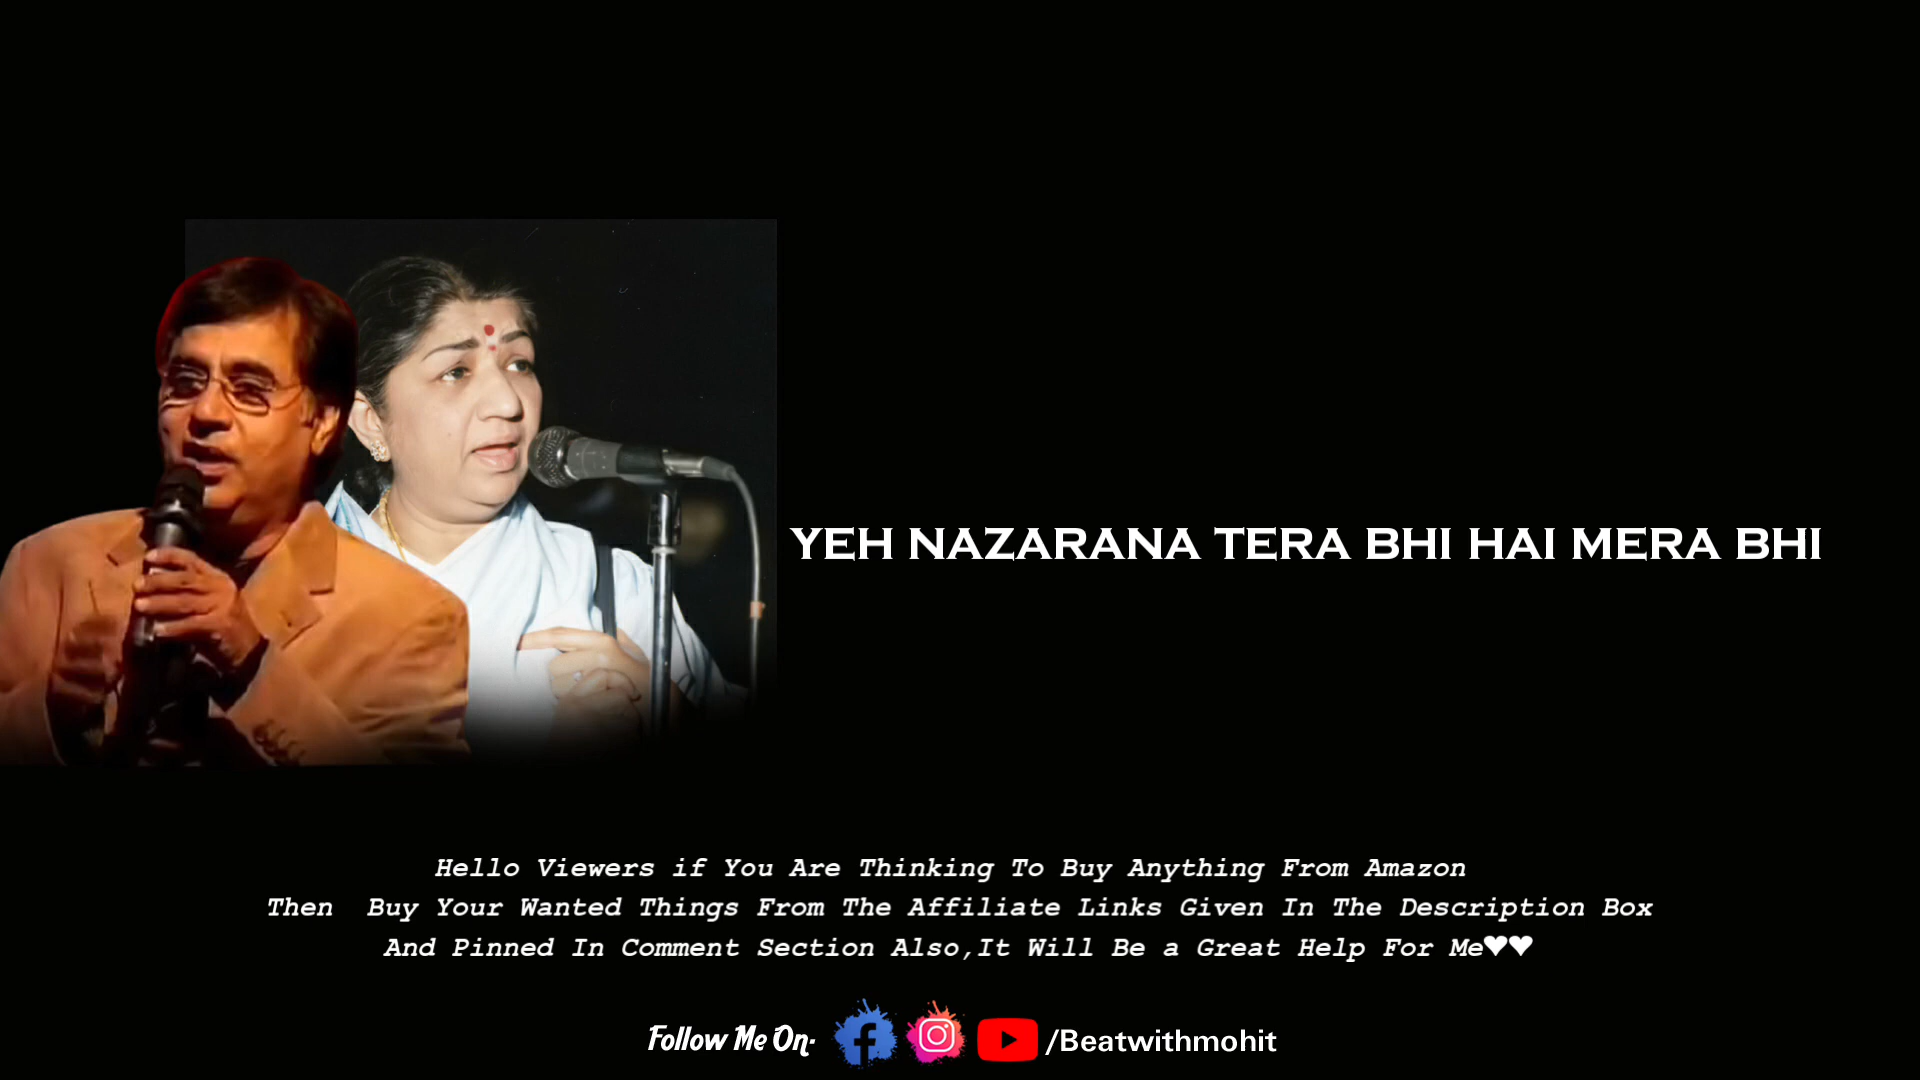 YEH NAZARANA TERA BHI HAI MERA BHI
Hello Viewers if You Are Thinking To Buy Anything From Amazon
Then  Buy Your Wanted Things From The Affiliate Links Given In The Description Box
And Pinned In Comment Section Also,It Will Be a Great Help For Me♥♥
Follow Me On:- /Beatwithmohit